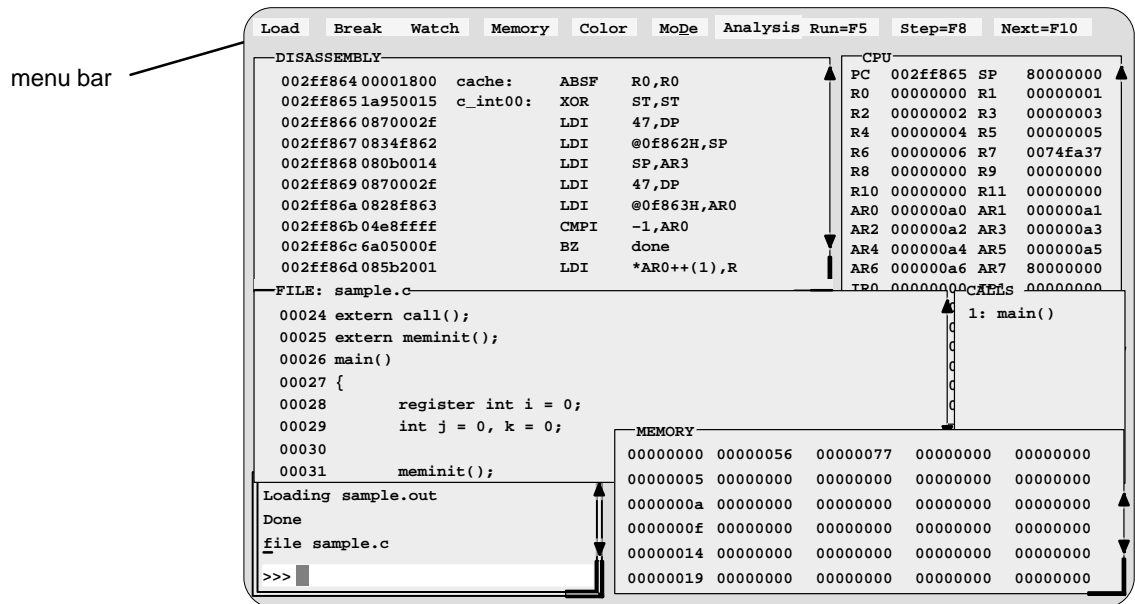 Load Break Watch Memory Color MoDe Analysis Run=F5 Step=F8 Next=F10
menu bar
DISASSEMBLY
002ff864 00001800 cache: ABSF R0,R0
002ff865 1a950015 c_int00: XOR ST,ST
002ff866 0870002f LDI 47,DP
002ff867 0834f862 LDI @0f862H,SP
002ff868 080b0014 LDI SP,AR3
002ff869 0870002f LDI 47,DP
002ff86a 0828f863 LDI @0f863H,AR0
002ff86b 04e8ffff CMPI −1,AR0
002ff86c 6a05000f BZ done
002ff86d 085b2001 LDI *AR0++(1),R
CPU
PC 002ff865 SP 80000000
R0 00000000 R1 00000001
R2 00000002 R3 00000003
R4 00000004 R5 00000005
R6 00000006 R7 0074fa37
R8 00000000 R9 00000000
R10 00000000 R11 00000000
AR0 000000a0 AR1 000000a1
AR2 000000a2 AR3 000000a3
AR4 000000a4 AR5 000000a5
AR6 000000a6 AR7 80000000
IR0 00000000 IR1 00000000
FILE: sample.c
00024 extern call();
00025 extern meminit();
00026 main()
00027 {
00028 register int i = 0;
00029 int j = 0, k = 0;
00030
00031 meminit();
CALLS
1: main()
Loading sample.out
Done
file sample.c
>>>
MEMORY
00000000 00000056 00000077 00000000 00000000
00000005 00000000 00000000 00000000 00000000
0000000a 00000000 00000000 00000000 00000000
0000000f 00000000 00000000 00000000 00000000
00000014 00000000 00000000 00000000 00000000
00000019 00000000 00000000 00000000 00000000